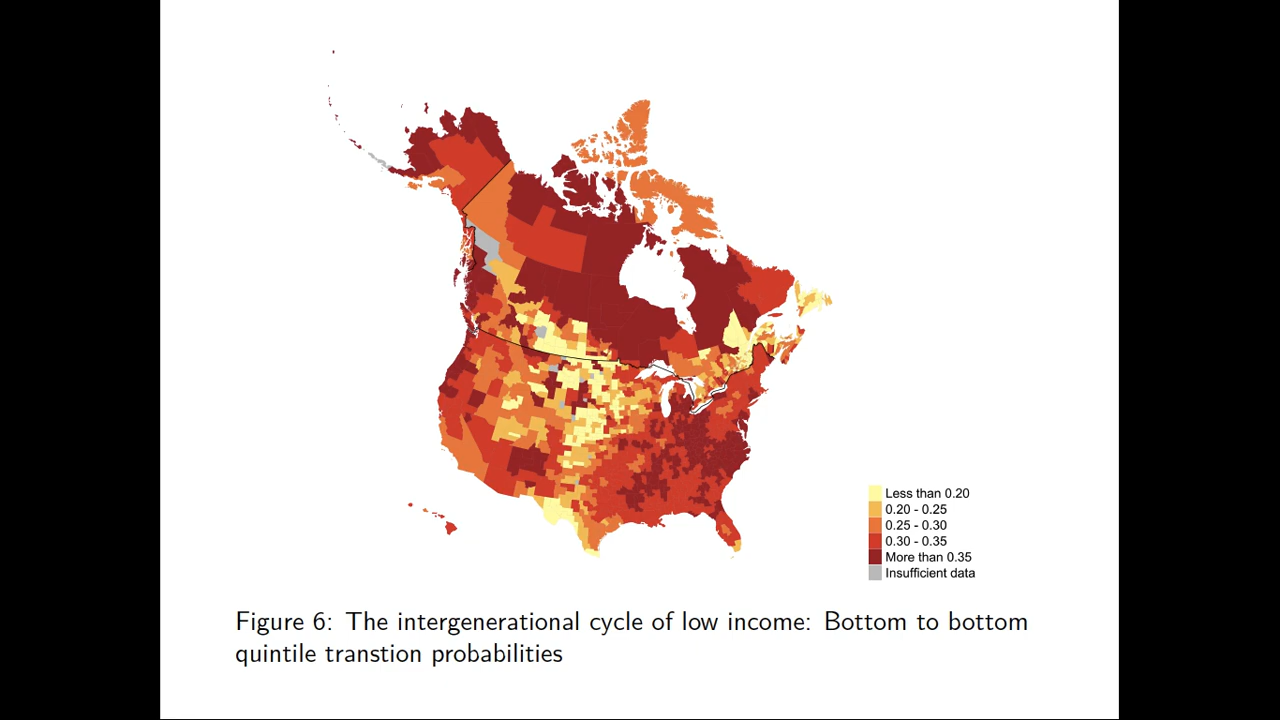 Less than 0.20
0.20 - 0.25
0.25 - 0.30
0.30 - 0.35
More than 0.35
Insufficient data
Figure 6: The intergenerational cycle of low income: Bottom to bottom
quintile transtion probabilities